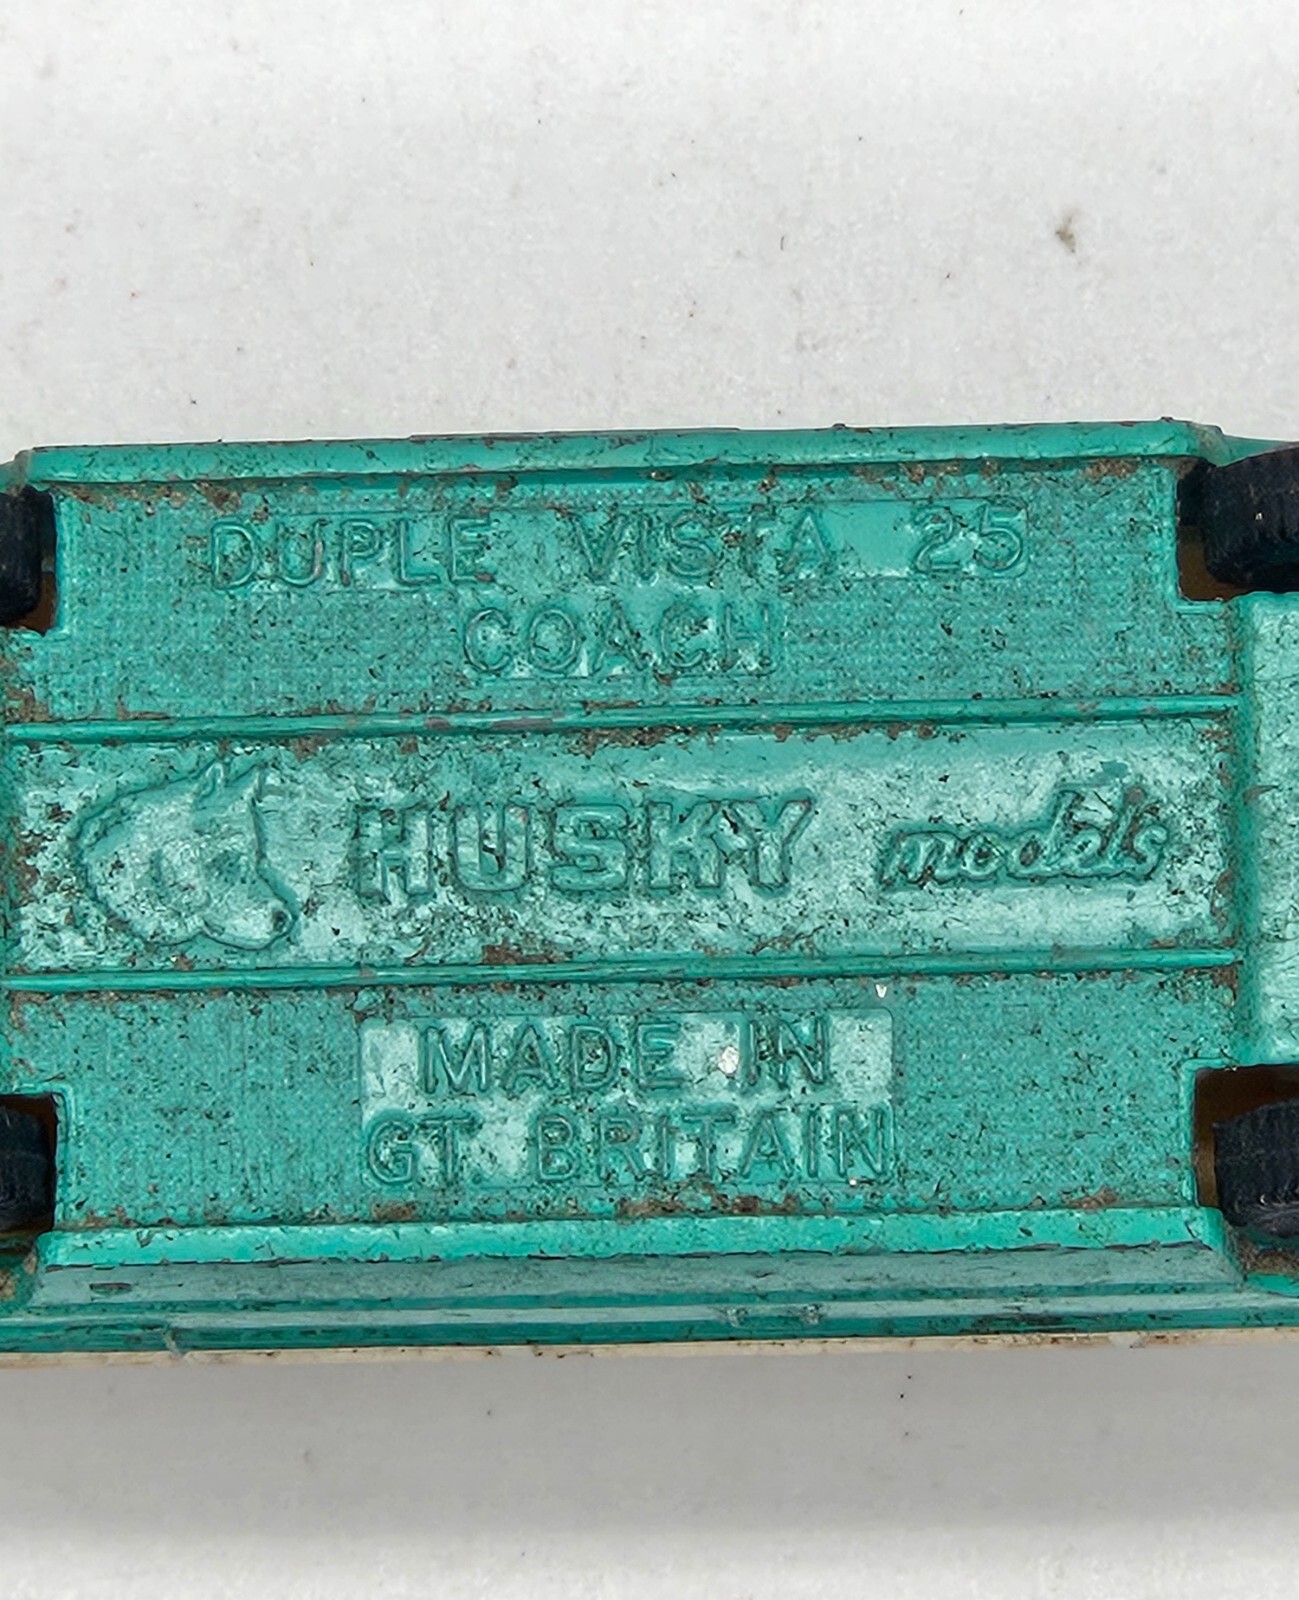 DUPLE VISTA 25
COACH
HUSKY models
MADE IN
GT BRITAIN